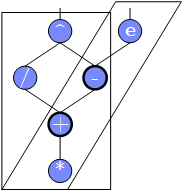 ^ e
/ -
+
*